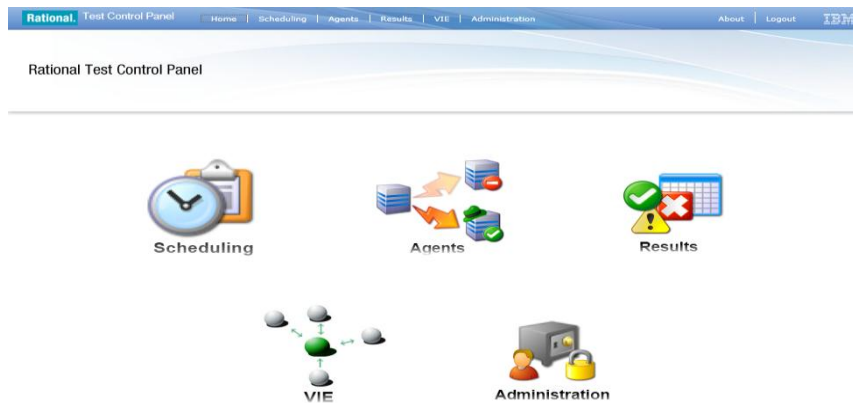 Rational. Test Control Panel Home Scheduling Agents Results VIE Administration About Logout IBM
Rational Test Control Panel
Scheduling Agents Results
VIE Administration